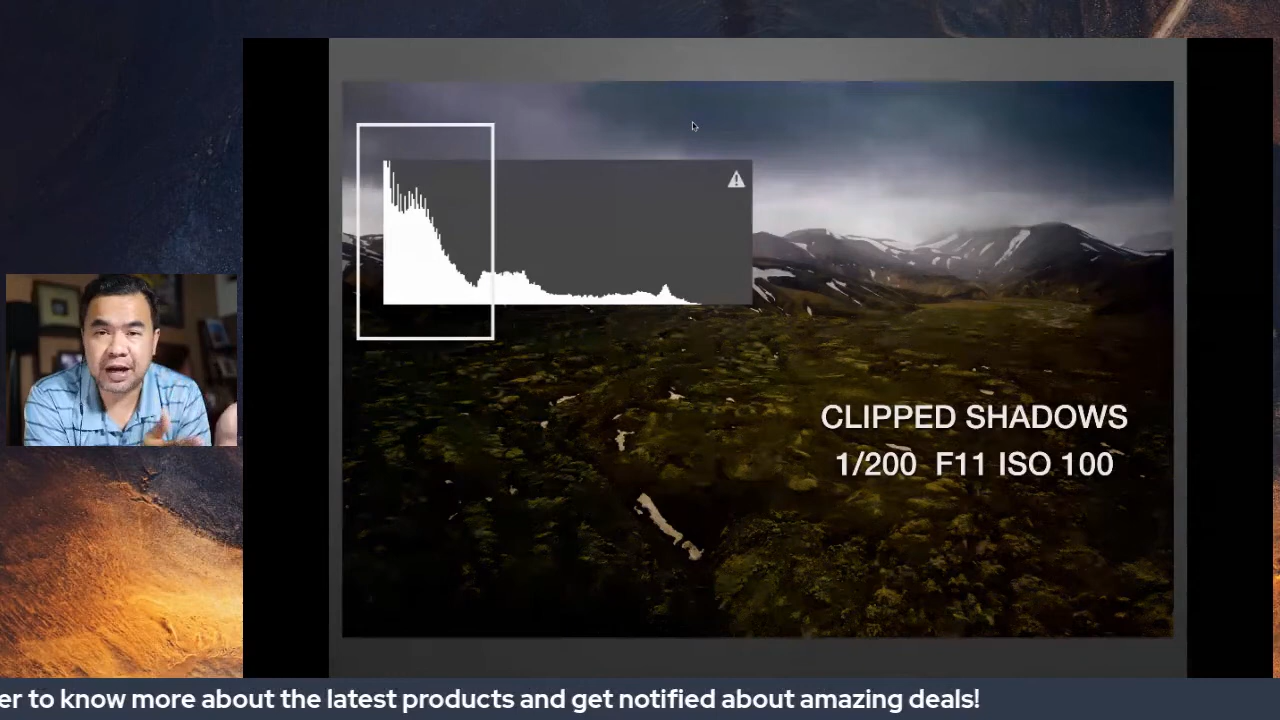 CLIPPED SHADOWS
1/200 F11 ISO 100
er to know more about the latest products and get notified about amazing deals!